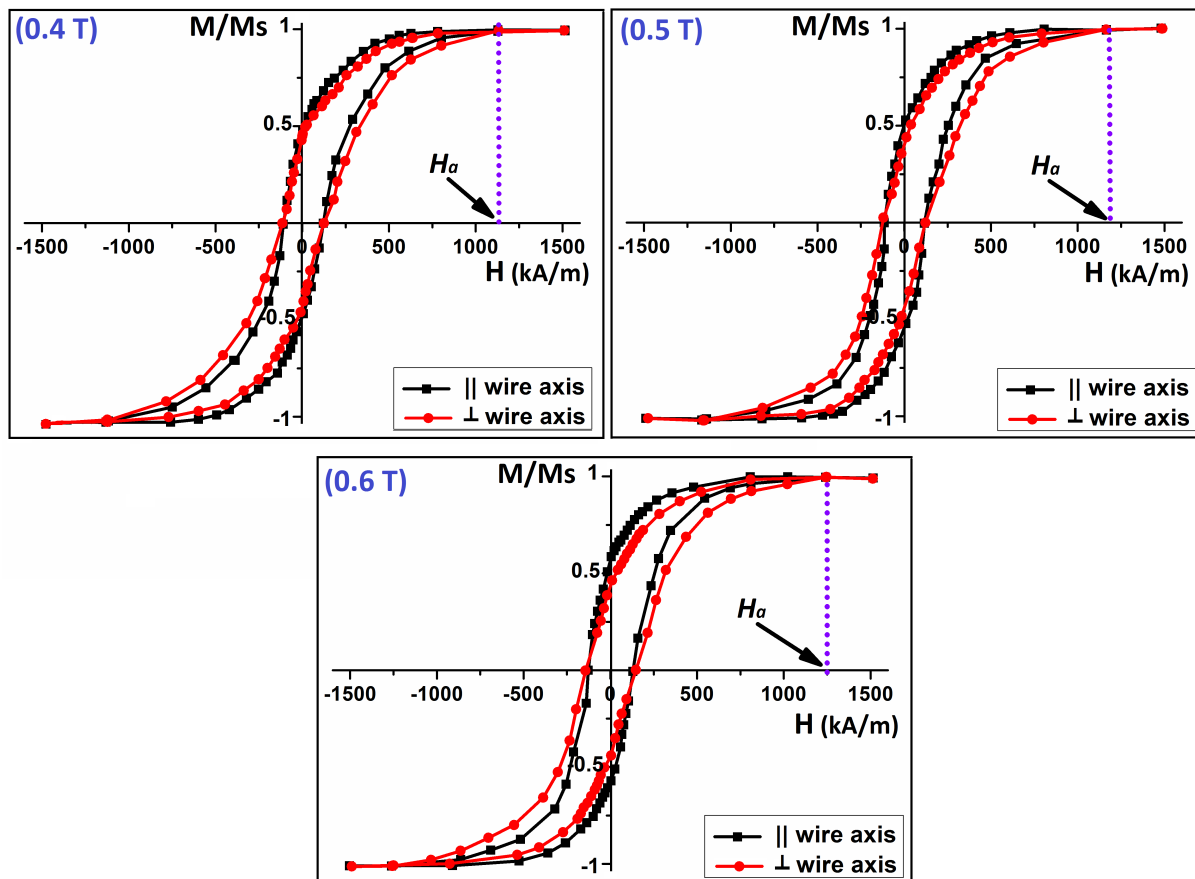 (0.4 T)
M/Ms
1
0.5
Ha
-1500 -1000 -500 0 500 1000 1500
H (kA/m)
-0.5
-1
|| wire axis
⊥ wire axis
(0.5 T)
M/Ms
1
0.5
Ha
-1500 -1000 -500 0 500 1000 1500
H (kA/m)
-0.5
-1
|| wire axis
⊥ wire axis
(0.6 T)
M/Ms
1
0.5
Ha
-1500 -1000 -500 0 500 1000 1500
H (kA/m)
-0.5
-1
|| wire axis
⊥ wire axis